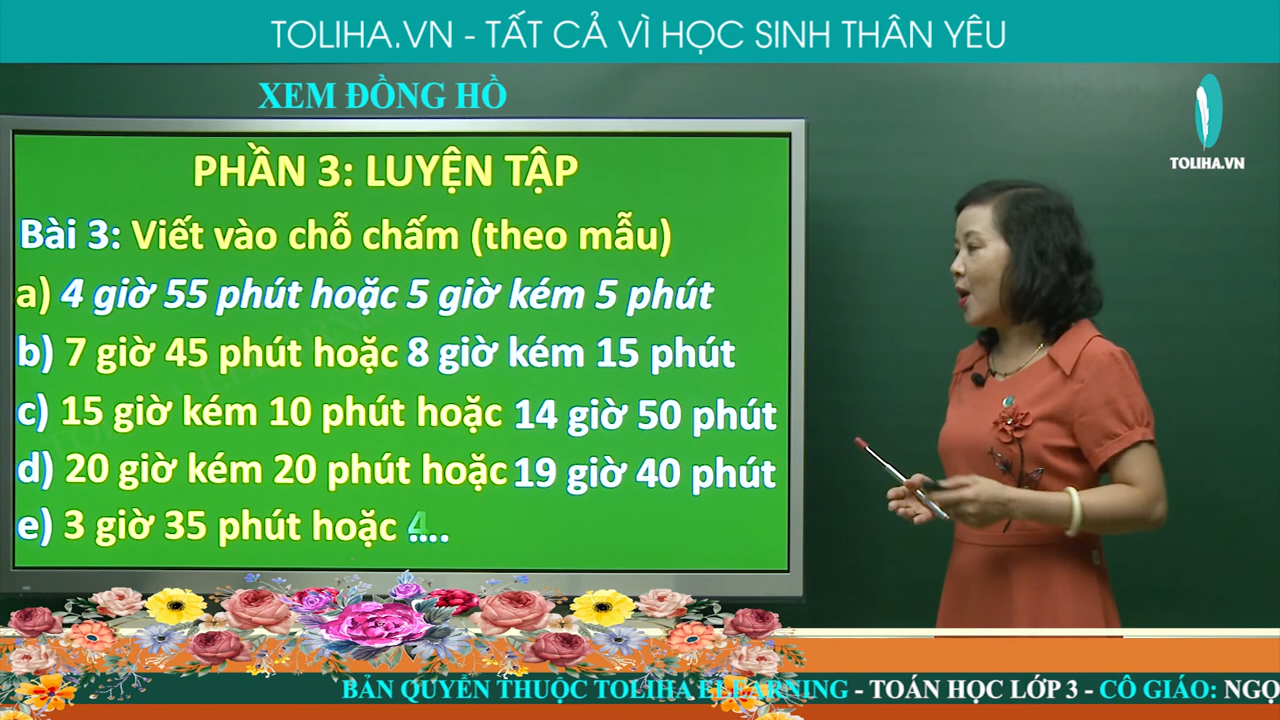 TOLIHA.VN - TẤT CẢ VÌ HỌC SINH THÂN YÊU
XEM ĐỒNG HỒ
TOLIHA.VN
PHẦN 3: LUYỆN TẬP
Bài 3: Viết vào chỗ chấm (theo mẫu)
a) 4 giờ 55 phút hoặc 5 giờ kém 5 phút
b) 7 giờ 45 phút hoặc 8 giờ kém 15 phút
c) 15 giờ kém 10 phút hoặc 14 giờ 50 phút
d) 20 giờ kém 20 phút hoặc 19 giờ 40 phút
e) 3 giờ 35 phút hoặc 4....
BẢN QUYỀN THUỘC TOLIHA ELEARNING - TOÁN HỌC LỚP 3 - CÔ GIÁO: NGỌ